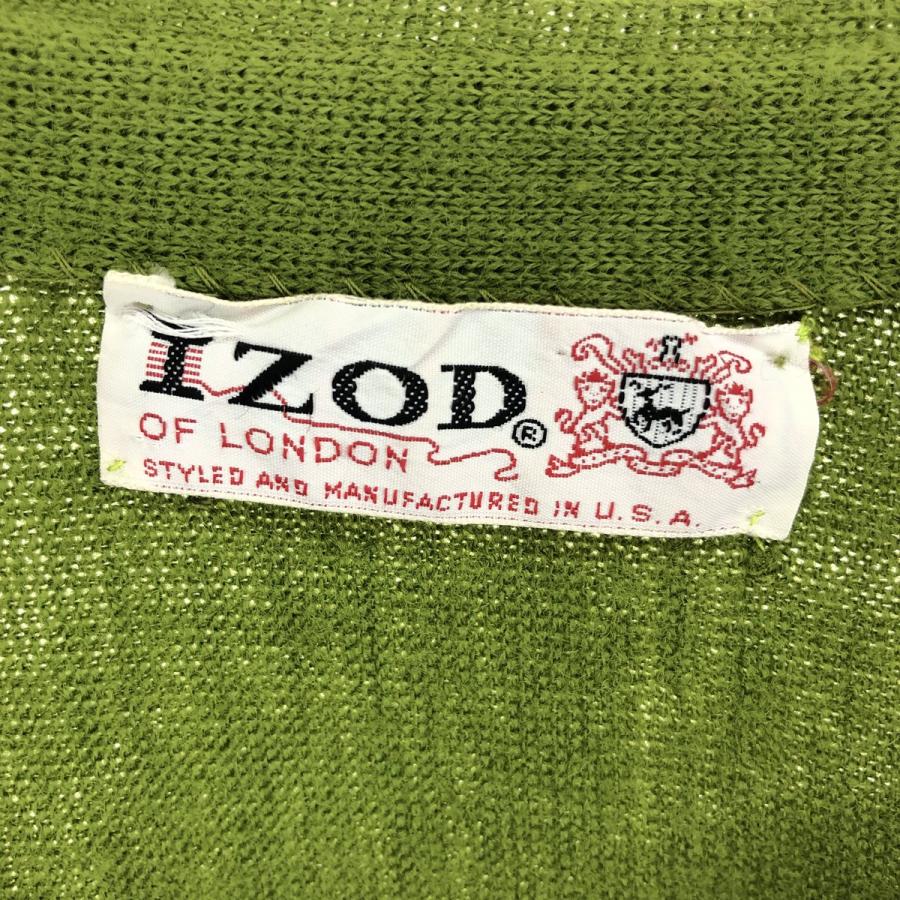 IZOD®
OF LONDON
STYLED AND MANUFACTURED IN U.S.A.